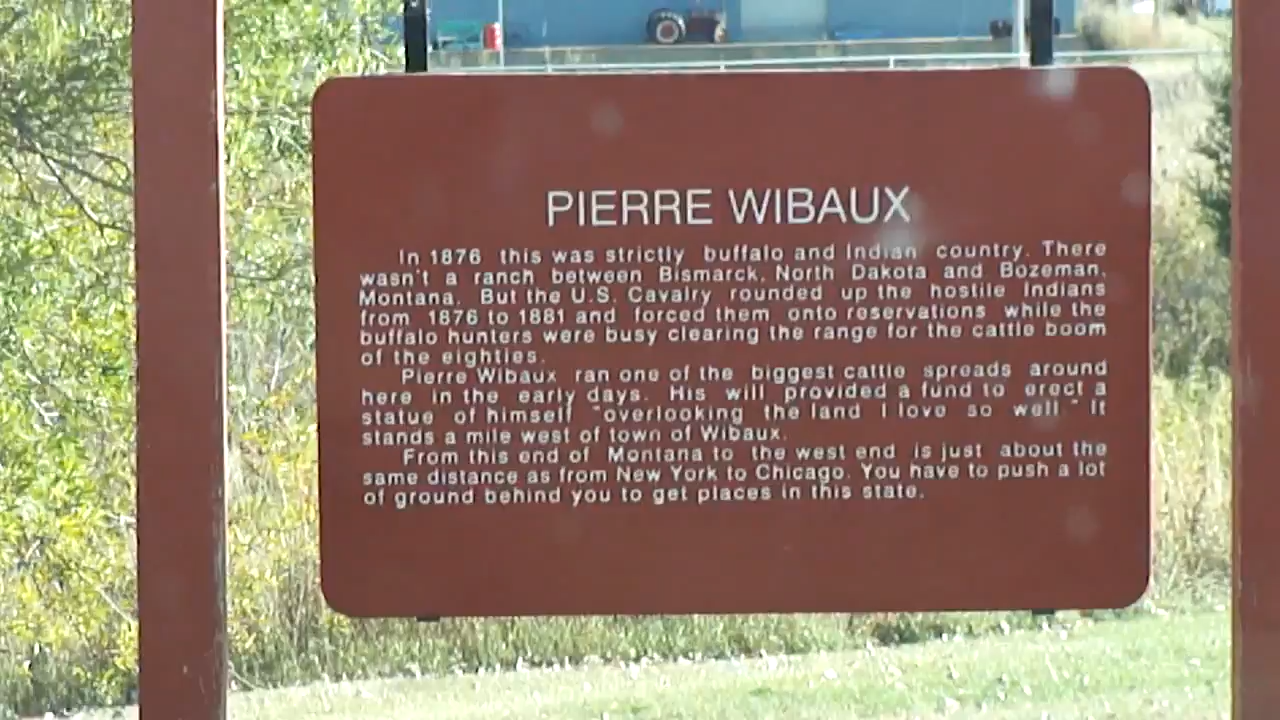 PIERRE WIBAUX
In 1876 this was strictly buffalo and Indian country. There
wasn't a ranch between Bismarck, North Dakota and Bozeman,
Montana. But the U.S. Cavalry rounded up the hostile Indians
from 1876 to 1881 and forced them onto reservations while the
buffalo hunters were busy clearing the range for the cattle boom
of the eighties.
Pierre Wibaux ran one of the biggest cattle spreads around
here in the early days. His will provided a fund to erect a
statue of himself "overlooking the land I love so well" It
stands a mile west of town of Wibaux.
From this end of Montana to the west end is just about the
same distance as from New York to Chicago. You have to push a lot
of ground behind you to get places in this state.